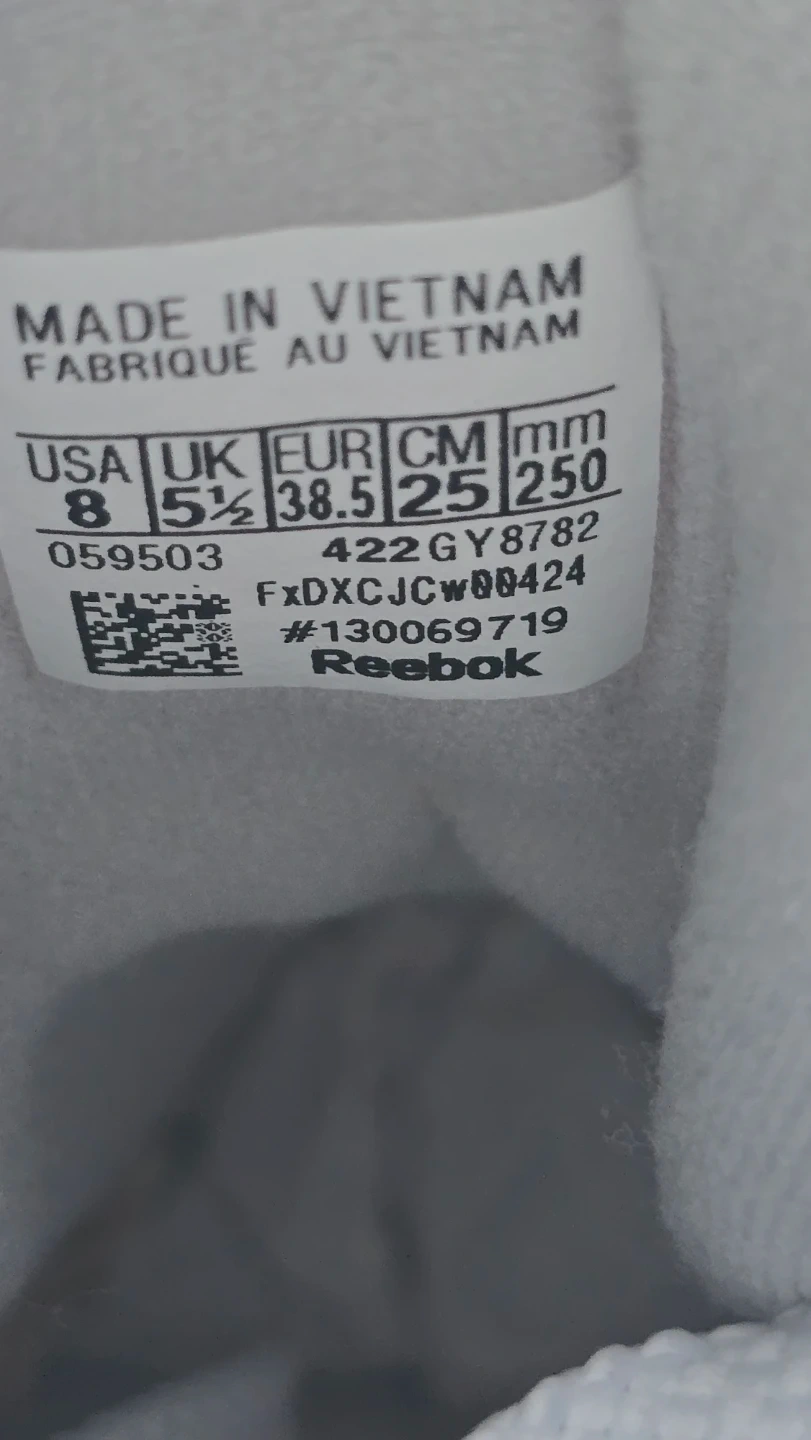 MADE IN VIETNAM
FABRIQUÉ AU VIETNAM
USA UK EUR CM mm
8 5½ 38.5 25 250
059503 422GY8782
FxDXCJCw00424
#130069719
Reebok